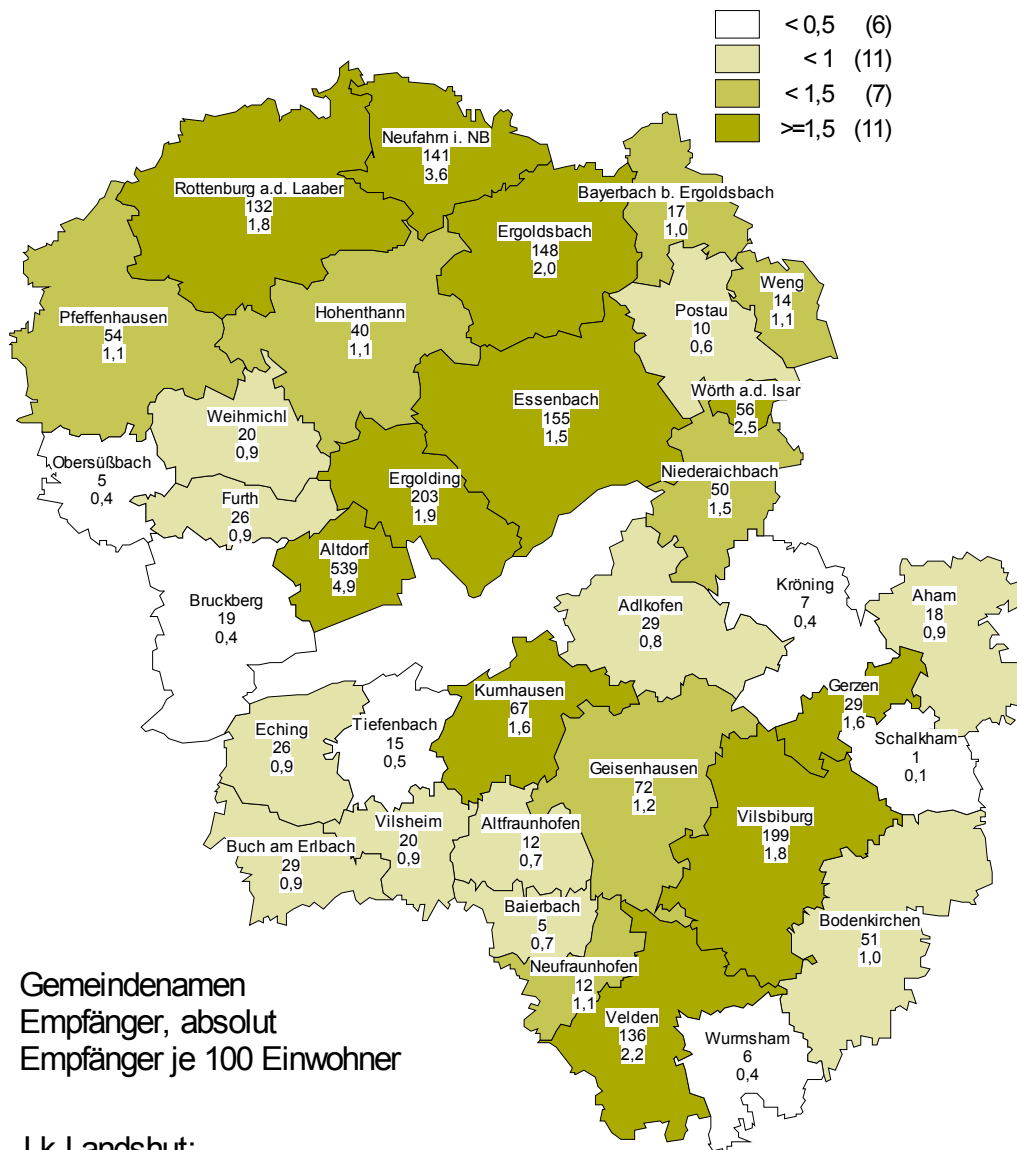 < 0,5 (6)
< 1 (11)
< 1,5 (7)
>=1,5 (11)
Neufahrn i. NB
141
3,6
Rottenburg a.d. Laaber
132
1,8
Bayerbach b. Ergoldsbach
17
1,0
Ergoldsbach
148
2,0
Weng
14
1,1
Postau
10
0,6
Pfeffenhausen
54
1,1
Hohenthann
40
1,1
Wörth a.d. Isar
56
2,5
Essenbach
155
1,5
Weihmichl
20
0,9
Obersüßbach
5
0,4
Ergolding
203
1,9
Niederaichbach
50
1,5
Furth
26
0,9
Altdorf
539
4,9
Kröning
7
0,4
Aham
18
0,9
Bruckberg
19
0,4
Adlkofen
29
0,8
Kumhausen
67
1,6
Gerzen
29
1,6
Eching
26
0,9
Tiefenbach
15
0,5
Schalkham
1
0,1
Geisenhausen
72
1,2
Vilsbiburg
199
1,8
Vilsheim
20
0,9
Altfraunhofen
12
0,7
Buch am Erlbach
29
0,9
Baierbach
5
0,7
Bodenkirchen
51
1,0
Neufraunhofen
12
1,1
Velden
136
2,2
Wurmsham
6
0,4
Gemeindenamen
Empfänger, absolut
Empfänger je 100 Einwohner
Lk Landshut: